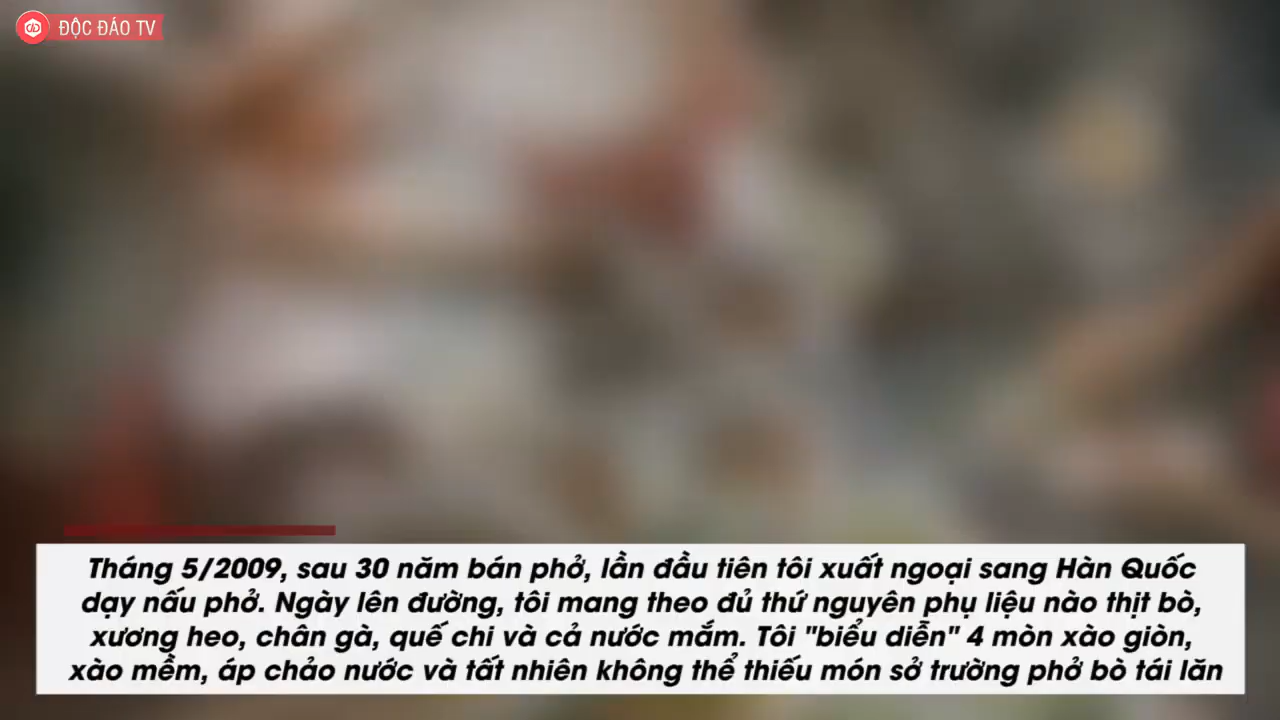 ĐỘC ĐÁO TV
Tháng 5/2009, sau 30 năm bán phở, lần đầu tiên tôi xuất ngoại sang Hàn Quốc
dạy nấu phở. Ngày lên đường, tôi mang theo đủ thứ nguyên phụ liệu nào thịt bò,
xương heo, chân gà, quế chi và cả nước mắm. Tôi "biểu diễn" 4 mòn xào giòn,
xào mềm, áp chảo nước và tất nhiên không thể thiếu món sở trường phở bò tái lăn